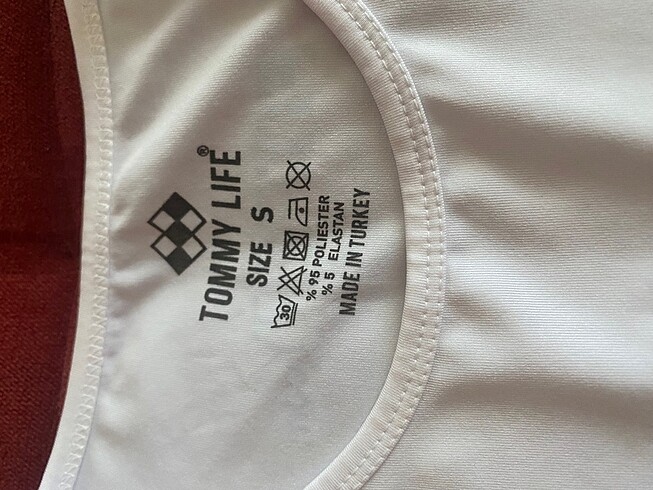 TOMMY LIFE®
SIZE S
30
% 95 POLIESTER
% 5 ELASTAN
MADE IN TURKEY